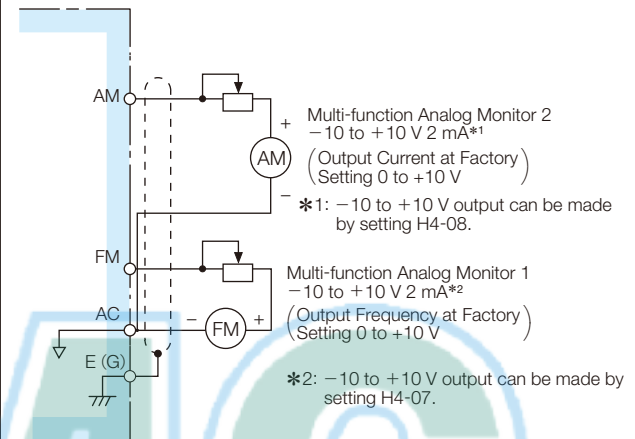 AM
+
Multi-function Analog Monitor 2
−10 to +10 V 2 mA*1
AM
(Output Current at Factory
Setting 0 to +10 V)
−
*1: −10 to +10 V output can be made
by setting H4-08.
FM
Multi-function Analog Monitor 1
−10 to +10 V 2 mA*2
AC
− FM +
(Output Frequency at Factory
Setting 0 to +10 V)
E (G)
*2: −10 to +10 V output can be made by
setting H4-07.